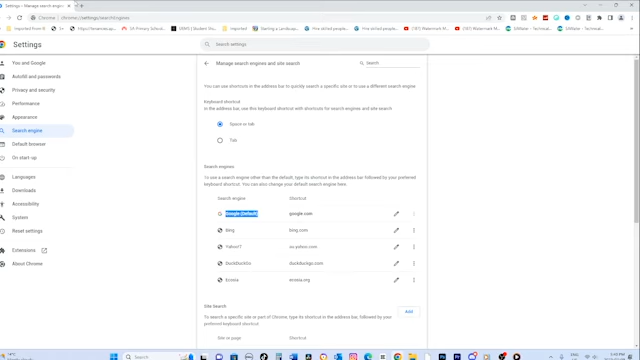 Settings - Manage search engines
Chrome | chrome://settings/searchEngines
Settings
Search settings
You and Google
Autofill and passwords
Privacy and security
Performance
Appearance
Search engine
Default browser
On start-up
Languages
Downloads
Accessibility
System
Reset settings
Extensions
About Chrome
Manage search engines and site search
Search
You can use shortcuts in the address bar to quickly search a specific site or to use a different search engine
Keyboard shortcut
In the address bar, use this keyboard shortcut with shortcuts for search engines and site search
Space or tab
Tab
Search engines
To use a search engine other than the default, type its shortcut in the address bar followed by your preferred
keyboard shortcut. You can also change your default search engine here.
Search engine Shortcut
Google (Default) google.com
Bing bing.com
DuckDuckGo duckduckgo.com
Ecosia ecosia.org
Site Search
Add
To search a specific site or part of Chrome, type its shortcut in the address bar, followed by your
preferred keyboard shortcut.
Site or page Shortcut
Search